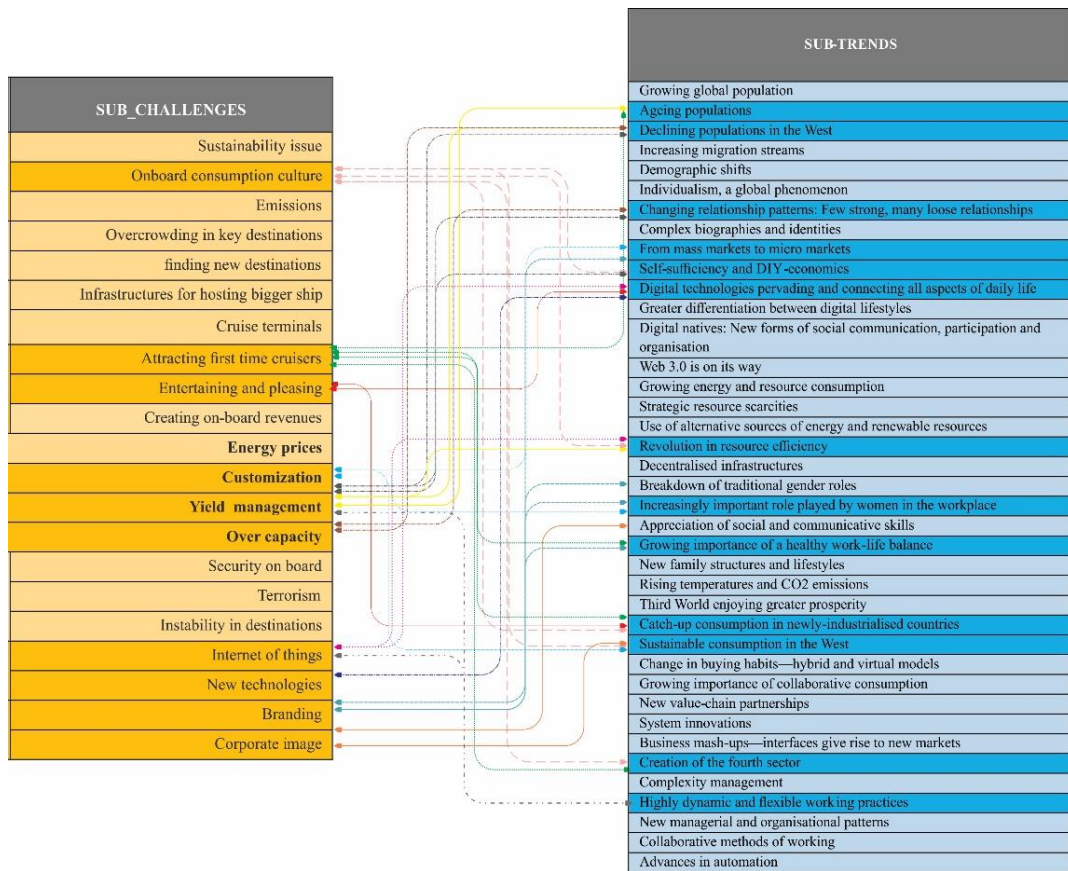 SUB_CHALLENGES
Sustainability issue
Onboard consumption culture
Emissions
Overcrowding in key destinations
finding new destinations
Infrastructures for hosting bigger ship
Cruise terminals
Attracting first time cruisers
Entertaining and pleasing
Creating on-board revenues
Energy prices
Customization
Yield management
Over capacity
Security on board
Terrorism
Instability in destinations
Internet of things
New technologies
Branding
Corporate image
SUB-TRENDS
Growing global population
Ageing populations
Declining populations in the West
Increasing migration streams
Demographic shifts
Individualism, a global phenomenon
Changing relationship patterns: Few strong, many loose relationships
Complex biographies and identities
From mass markets to micro markets
Self-sufficiency and DIY-economics
Digital technologies pervading and connecting all aspects of daily life
Greater differentiation between digital lifestyles
Digital natives: New forms of social communication, participation and
organisation
Web 3.0 is on its way
Growing energy and resource consumption
Strategic resource scarcities
Use of alternative sources of energy and renewable resources
Revolution in resource efficiency
Decentralised infrastructures
Breakdown of traditional gender roles
Increasingly important role played by women in the workplace
Appreciation of social and communicative skills
Growing importance of a healthy work-life balance
New family structures and lifestyles
Rising temperatures and CO2 emissions
Third World enjoying greater prosperity
Catch-up consumption in newly-industrialised countries
Sustainable consumption in the West
Change in buying habits—hybrid and virtual models
Growing importance of collaborative consumption
New value-chain partnerships
System innovations
Business mash-ups—interfaces give rise to new markets
Creation of the fourth sector
Complexity management
Highly dynamic and flexible working practices
New managerial and organisational patterns
Collaborative methods of working
Advances in automation